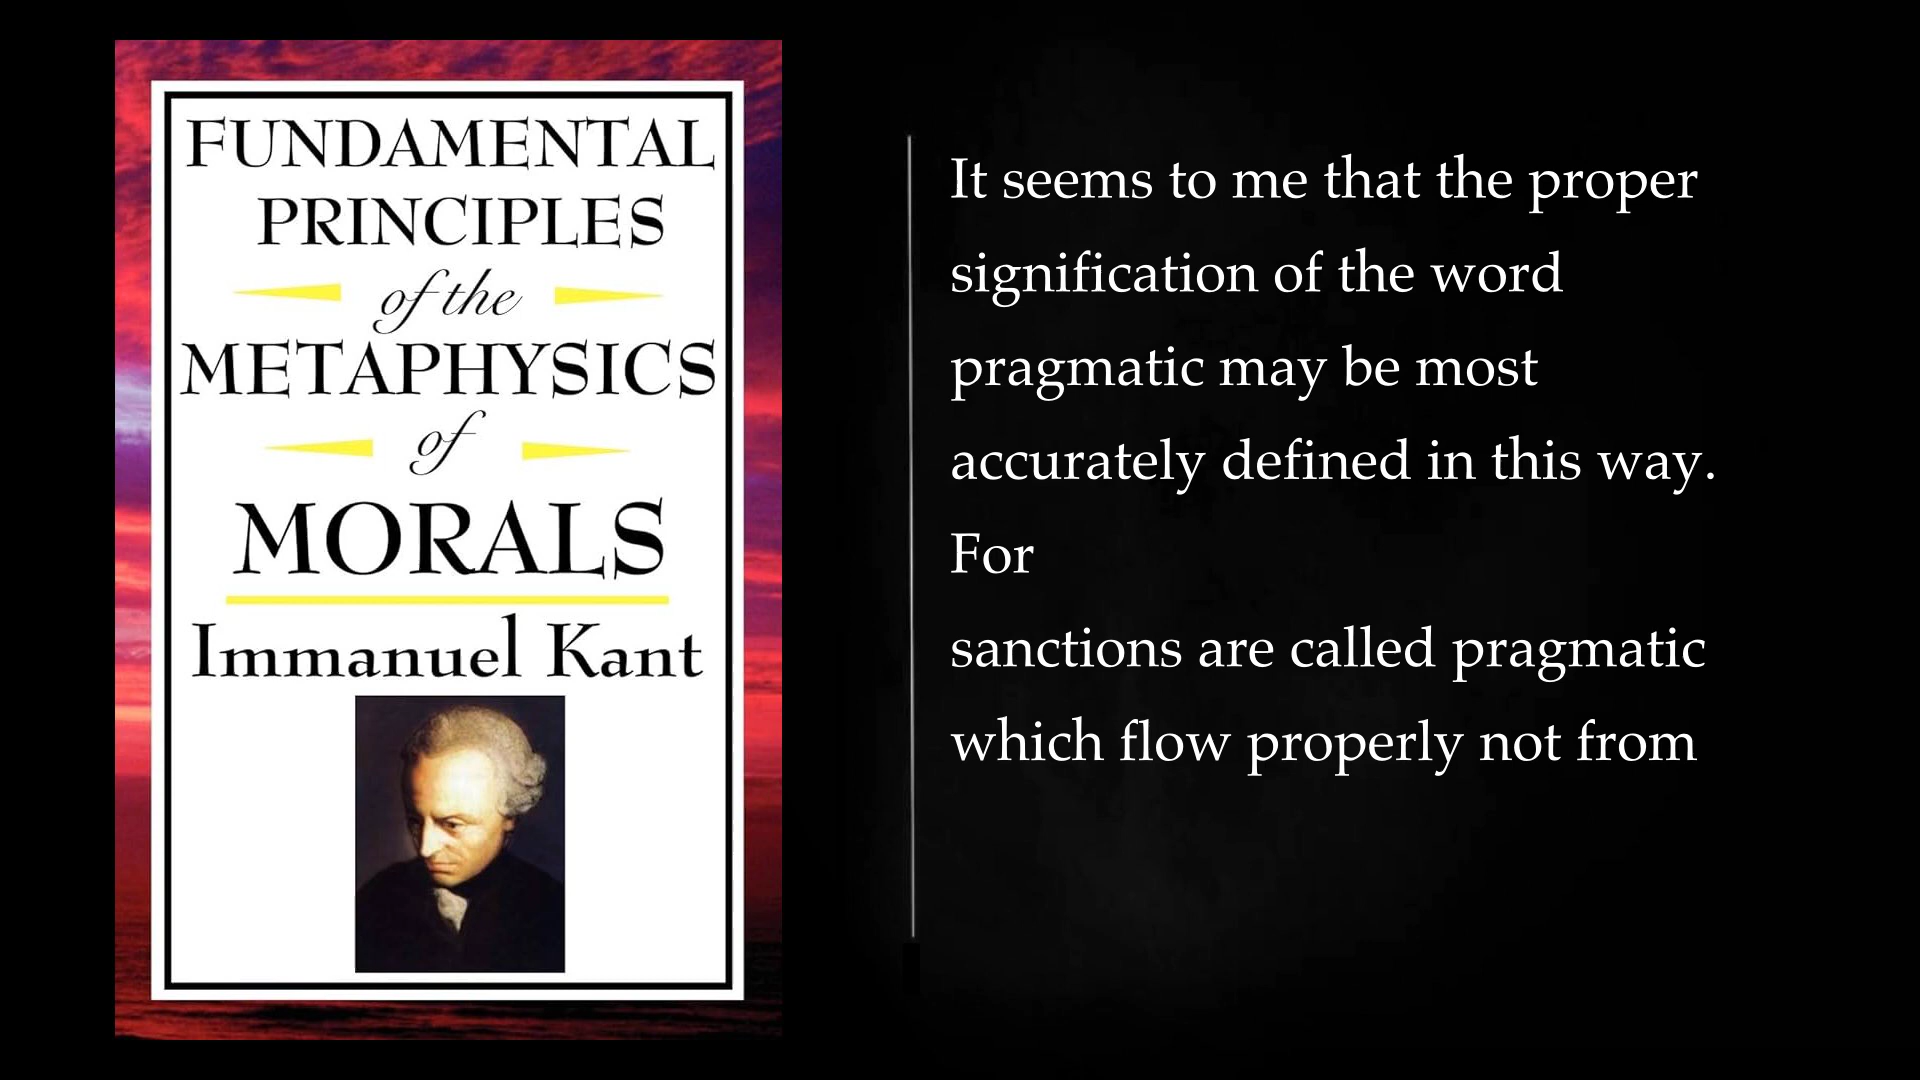 FUNDAMENTAL
PRINCIPLES
of the
METAPHYSICS
of
MORALS
Immanuel Kant
It seems to me that the proper
signification of the word
pragmatic may be most
accurately defined in this way.
For
sanctions are called pragmatic
which flow properly not from